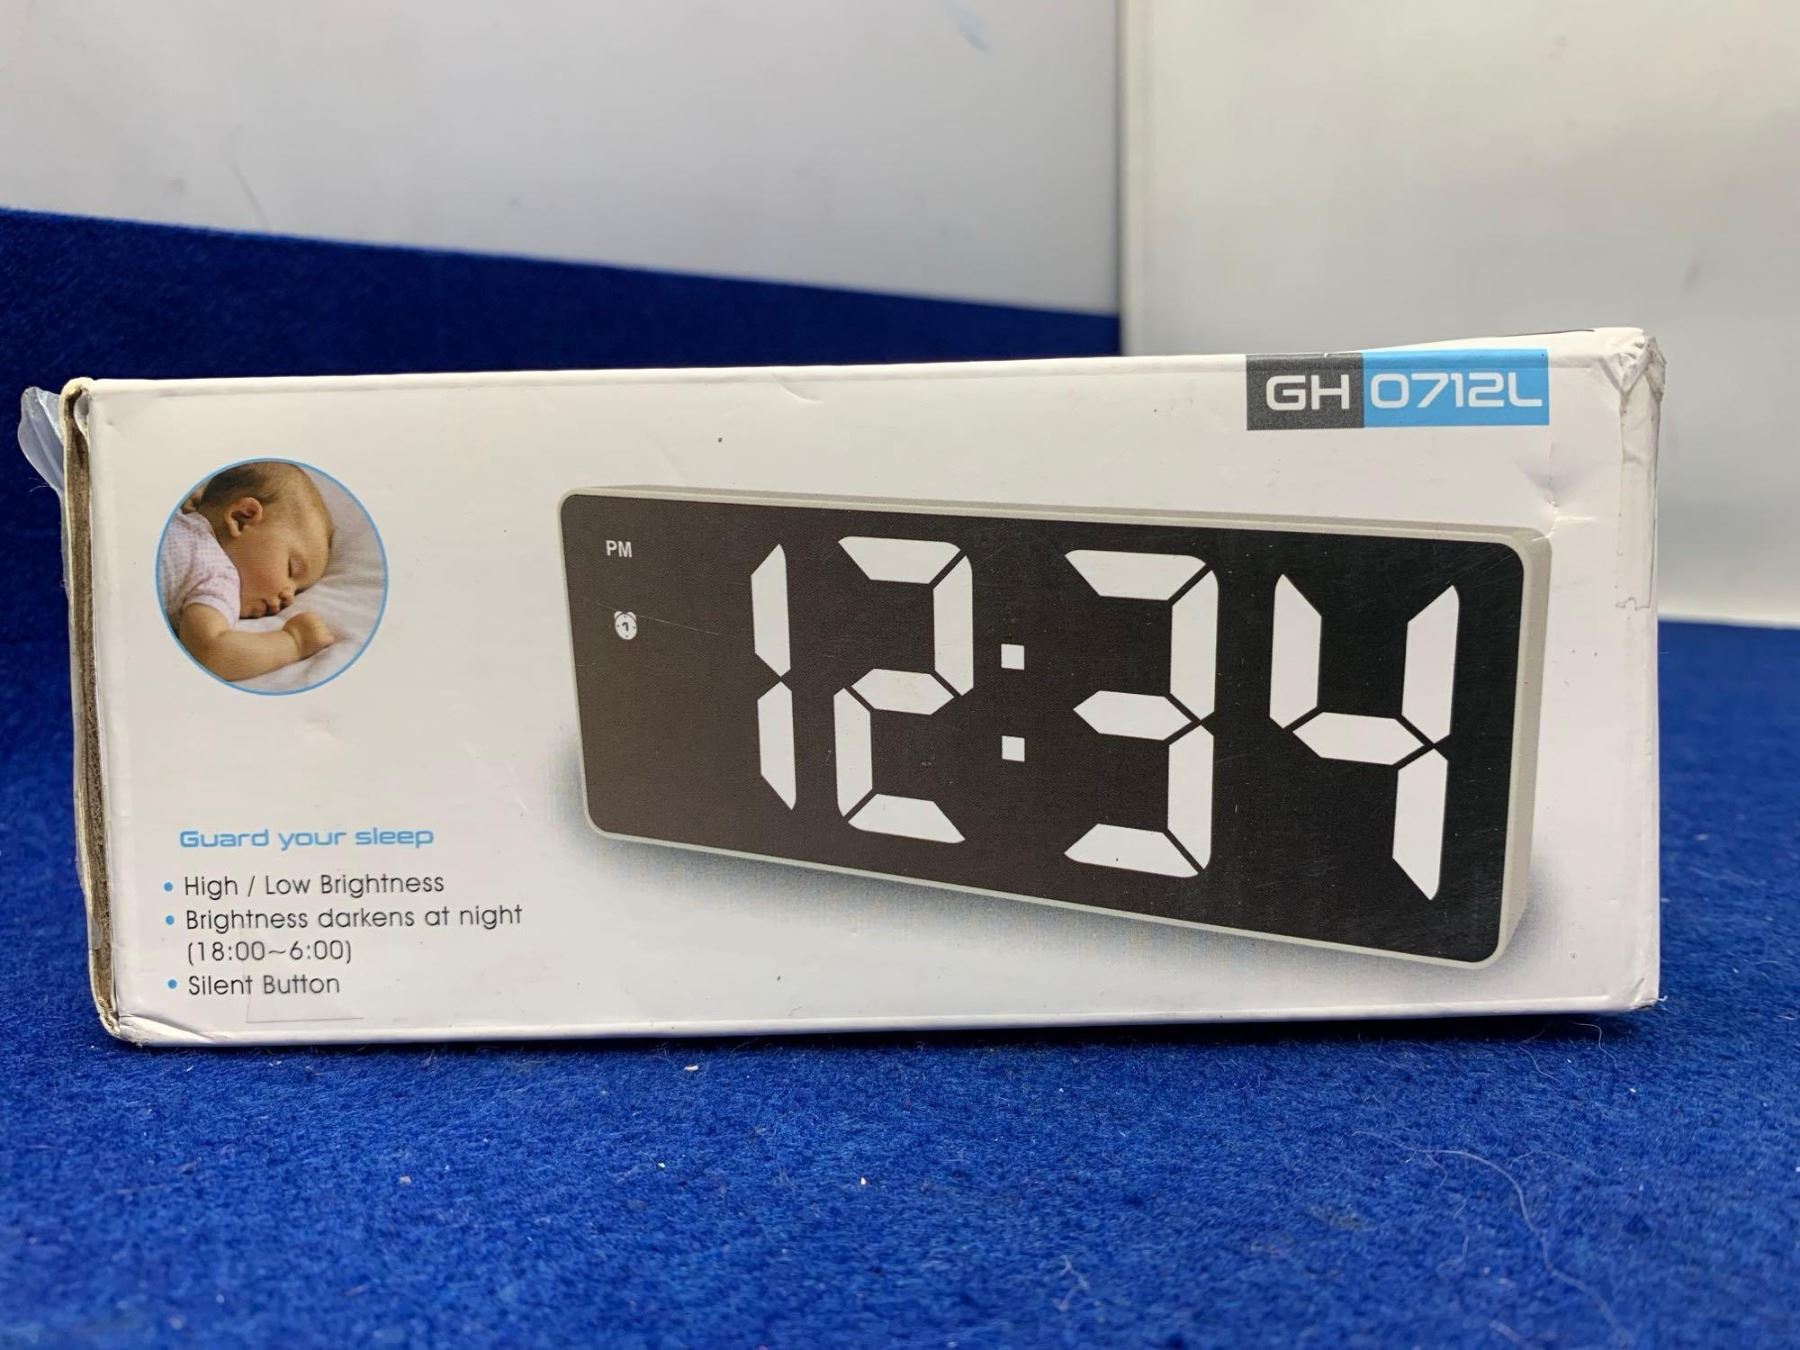 GH 0712L
PM
12:34
Guard your sleep
• High / Low Brightness
• Brightness darkens at night
(18:00~6:00)
• Silent Button